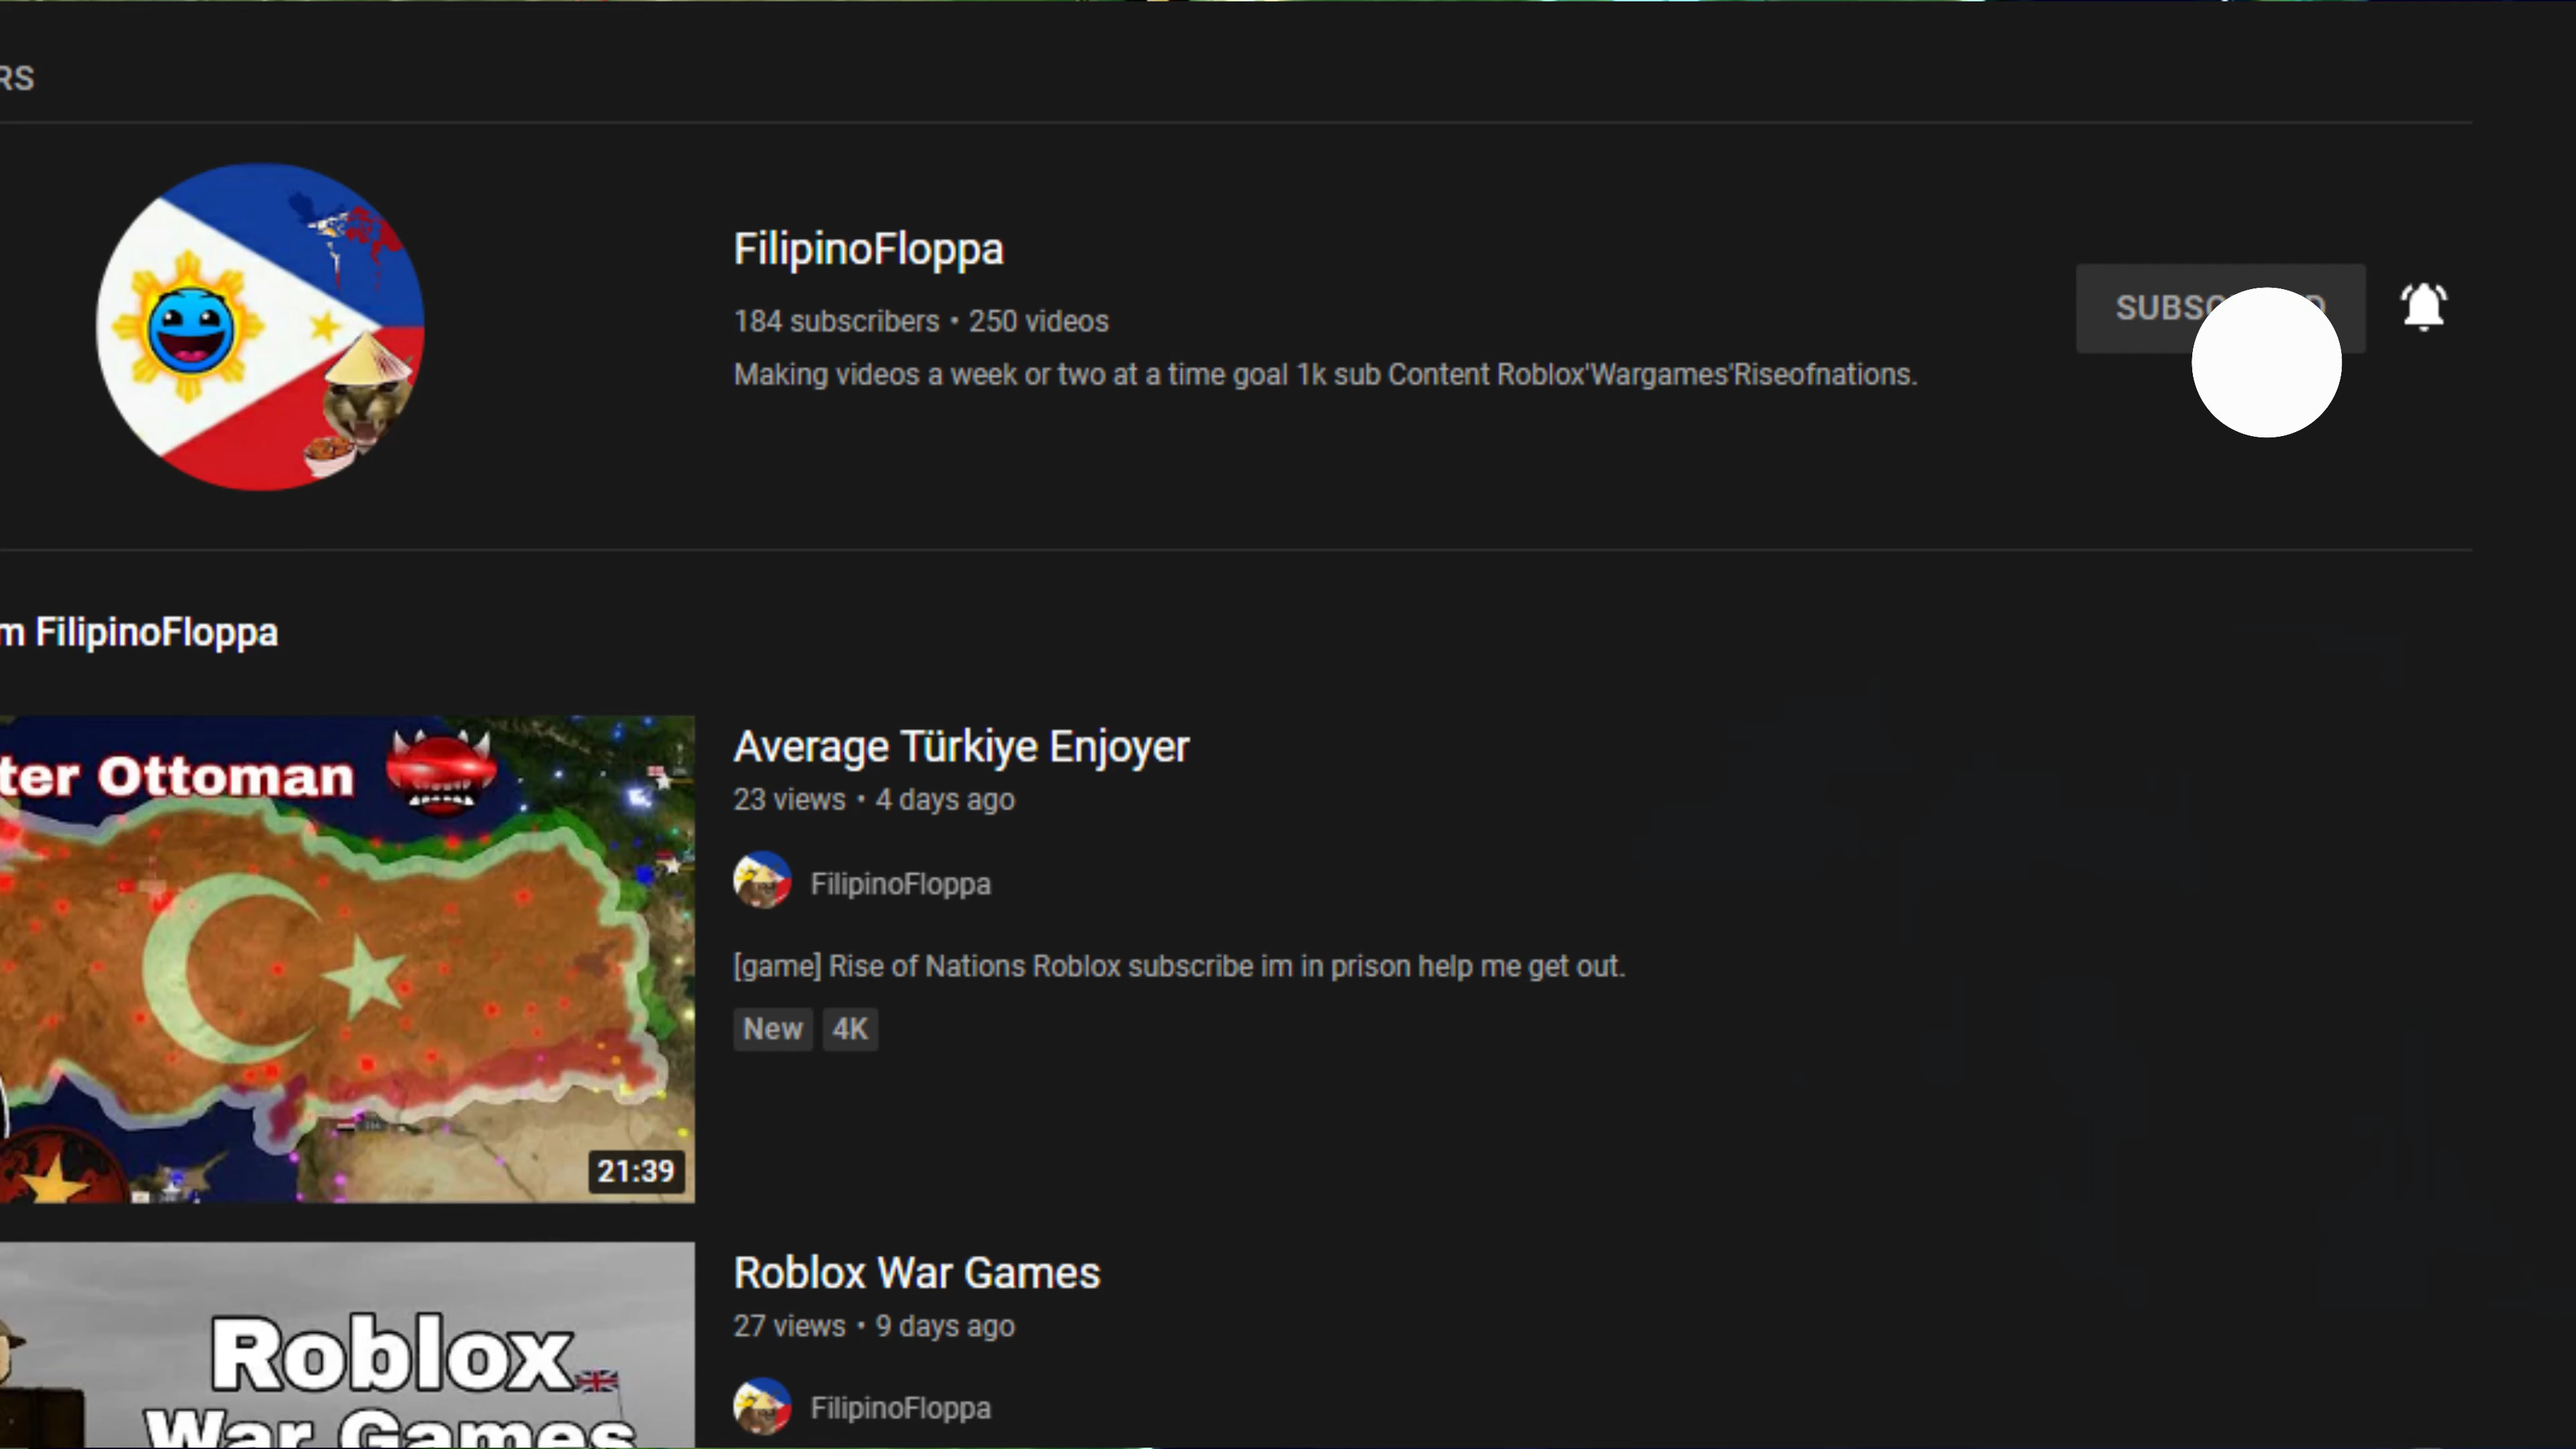 RS
FilipinoFloppa
184 subscribers • 250 videos
Making videos a week or two at a time goal 1k sub Content Roblox'Wargames'Riseofnations.
m FilipinoFloppa
ter Ottoman
Average Türkiye Enjoyer
23 views • 4 days ago
FilipinoFloppa
[game] Rise of Nations Roblox subscribe im in prison help me get out.
New 4K
21:39
Roblox War Games
27 views • 9 days ago
Roblox
War Games
FilipinoFloppa